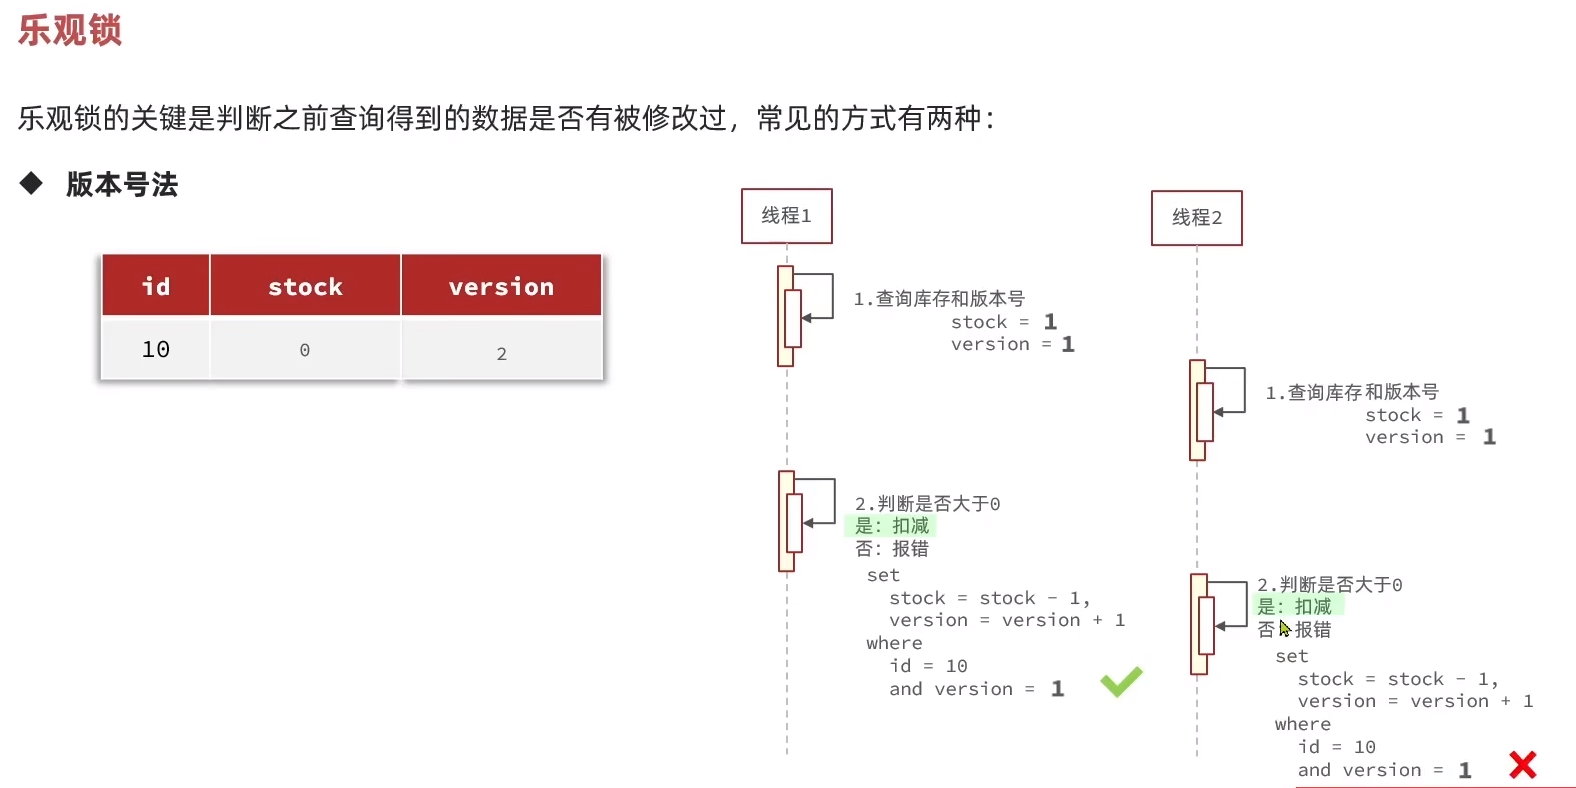 乐观锁
乐观锁的关键是判断之前查询得到的数据是否有被修改过，常见的方式有两种：
◆ 版本号法
id stock version
10 0 2
线程1
1.查询库存和版本号
stock = 1
version = 1
2.判断是否大于0
是：扣减
否：报错
set
stock = stock - 1,
version = version + 1
where
id = 10
and version = 1
线程2
1.查询库存和版本号
stock = 1
version = 1
2.判断是否大于0
是：扣减
否：报错
set
stock = stock - 1,
version = version + 1
where
id = 10
and version = 1